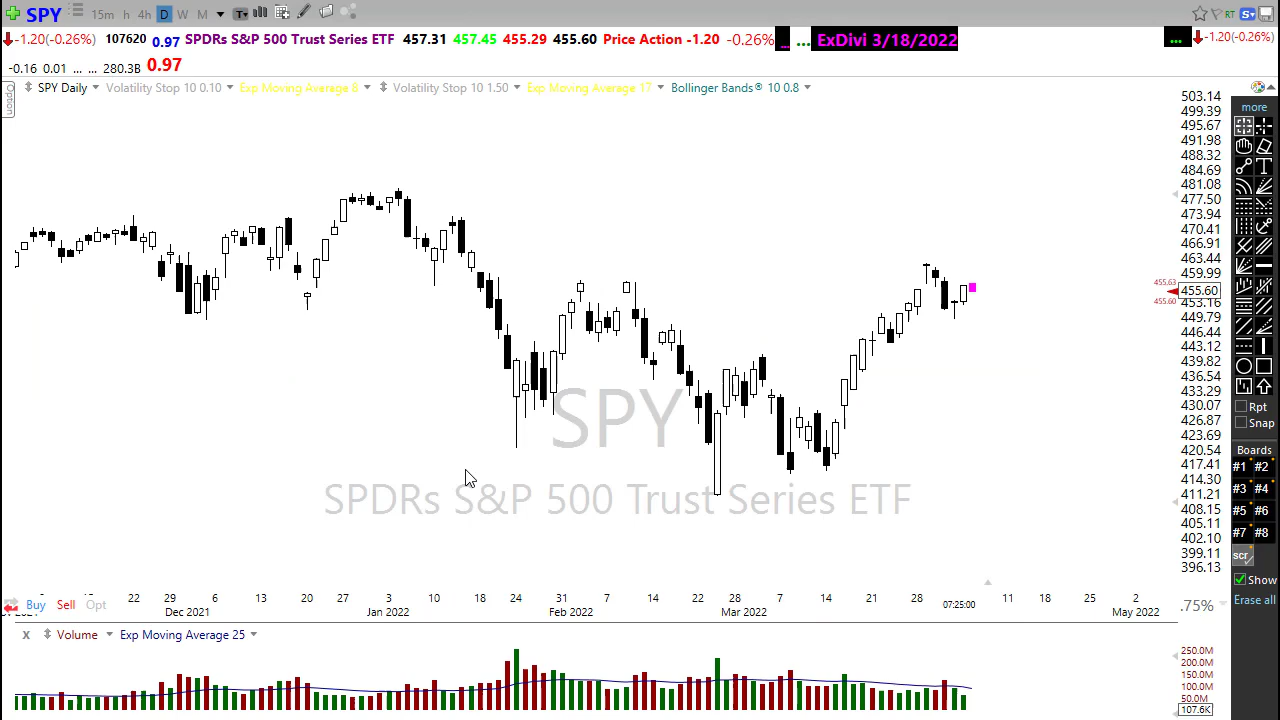 SPY 15m h 4h D W M T RT S
-1.20(-0.26%) 107620 0.97 SPDRs S&P 500 Trust Series ETF 457.31 457.45 455.29 455.60 Price Action -1.20 -0.26% ... ... ExDivi 3/18/2022 ... -1.20(-0.26%)
-0.16 0.01 ... ... 280.3B 0.97
Option SPY Daily Volatility Stop 10 0.10 Exp Moving Average 8 Volatility Stop 10 1.50 Exp Moving Average 17 Bollinger Bands® 10 0.8
503.14
499.39
495.67
491.98
488.32
484.69
481.08
477.50
473.94
470.41
466.91
463.44
459.99
455.63
455.60
455.60
453.16
449.79
446.44
443.12
439.82
436.54
433.29
430.07
426.87
423.69
420.54
417.41
414.30
411.21
408.15
405.11
402.10
399.11
396.13
more
T
Rpt
Snap
Boards
#1 #2
#3 #4
#5 #6
#7 #8
scr
Show
Erase all
SPY
SPDRs S&P 500 Trust Series ETF
22 29 6 13 20 27 3 10 18 24 31 7 14 22 28 7 14 21 28 07:25:00 11 18 25 2
Dec 2021 Jan 2022 Feb 2022 Mar 2022 May 2022
Buy Sell Opt
.75%
x Volume Exp Moving Average 25
250.0M
200.0M
150.0M
100.0M
50.0M
107.6K